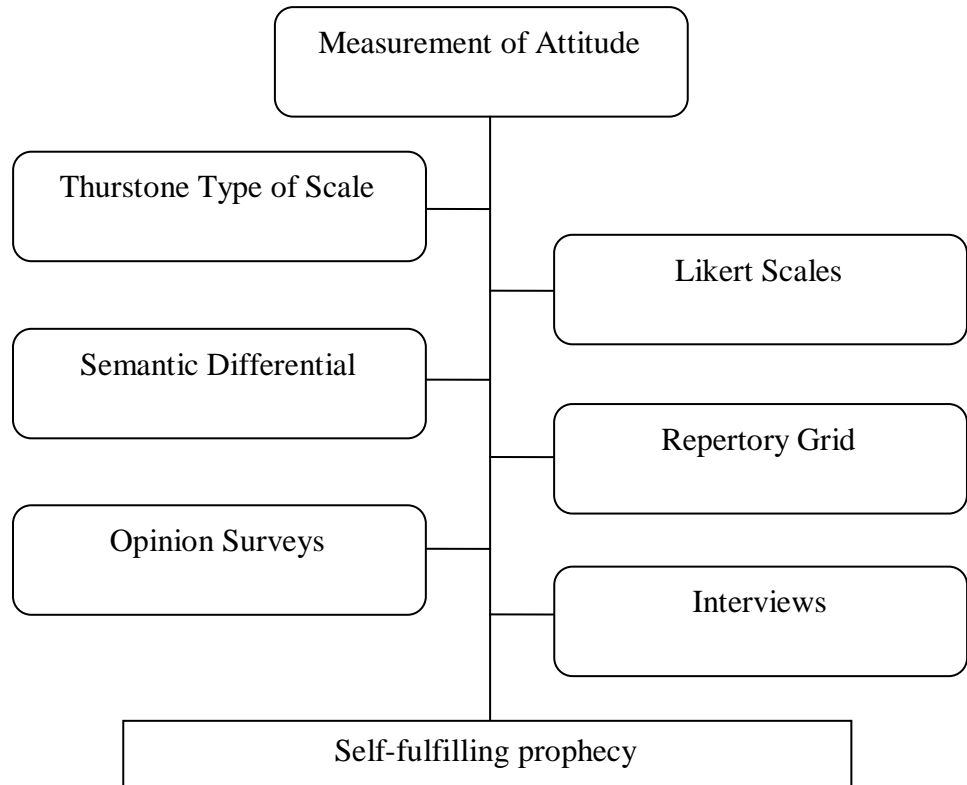 Measurement of Attitude
Thurstone Type of Scale
Likert Scales
Semantic Differential
Repertory Grid
Opinion Surveys
Interviews
Self-fulfilling prophecy